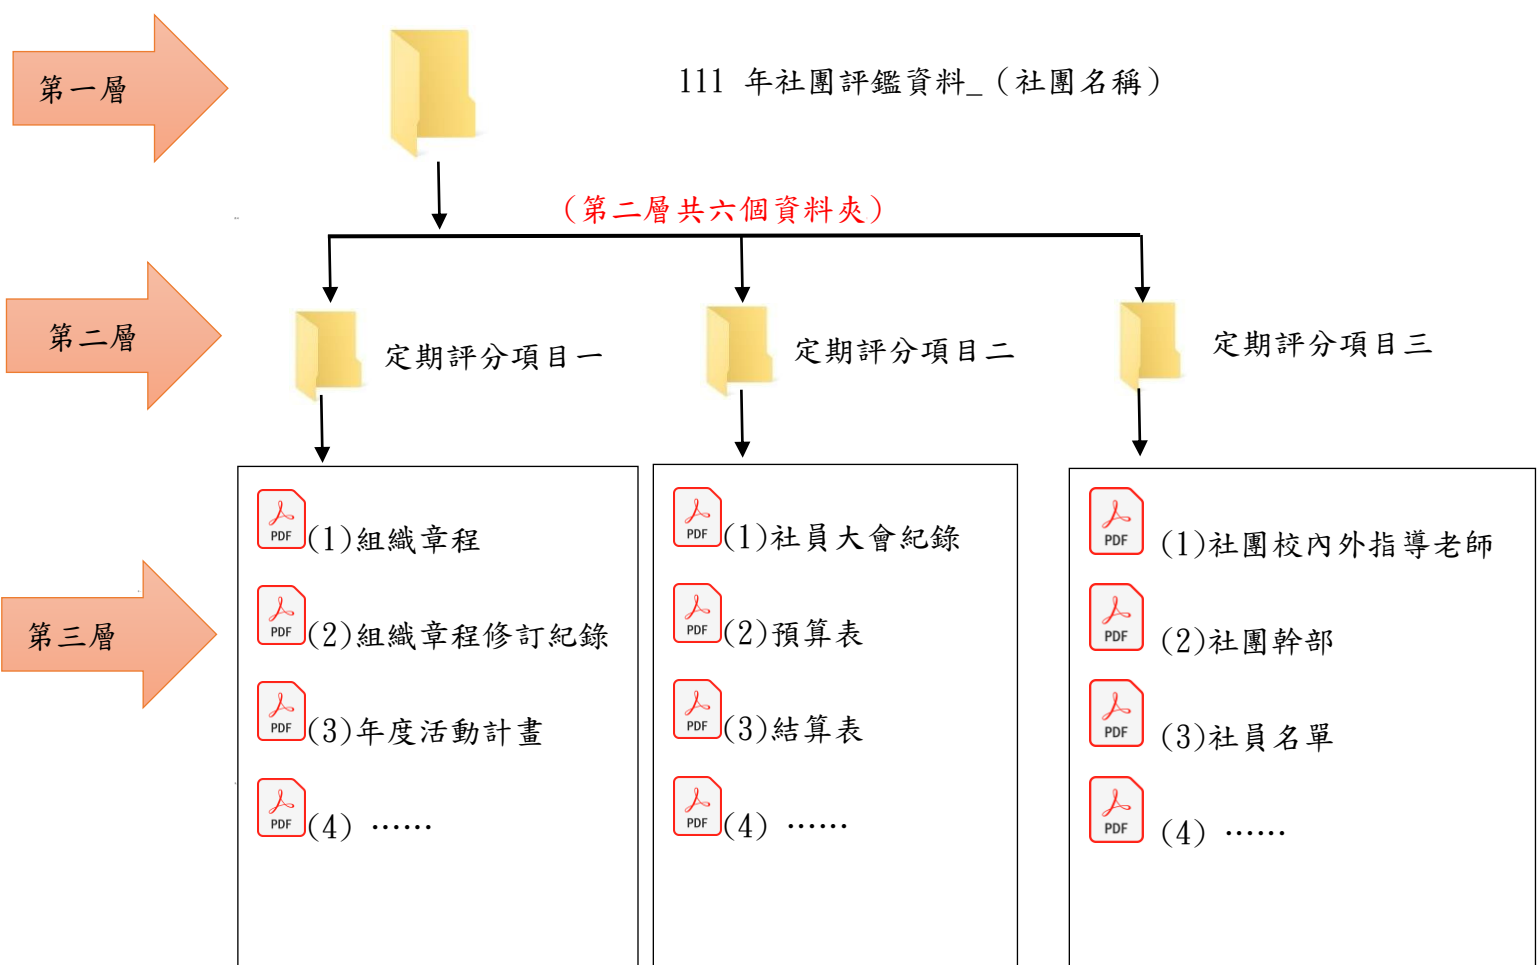 第一層
111 年社團評鑑資料_（社團名稱）
（第二層共六個資料夾）
第二層
定期評分項目一
定期評分項目二
定期評分項目三
第三層
PDF (1)組織章程
PDF (2)組織章程修訂紀錄
PDF (3)年度活動計畫
PDF (4) ……
PDF (1)社員大會紀錄
PDF (2)預算表
PDF (3)結算表
PDF (4) ……
PDF (1)社團校內外指導老師
PDF (2)社團幹部
PDF (3)社員名單
PDF (4) ……